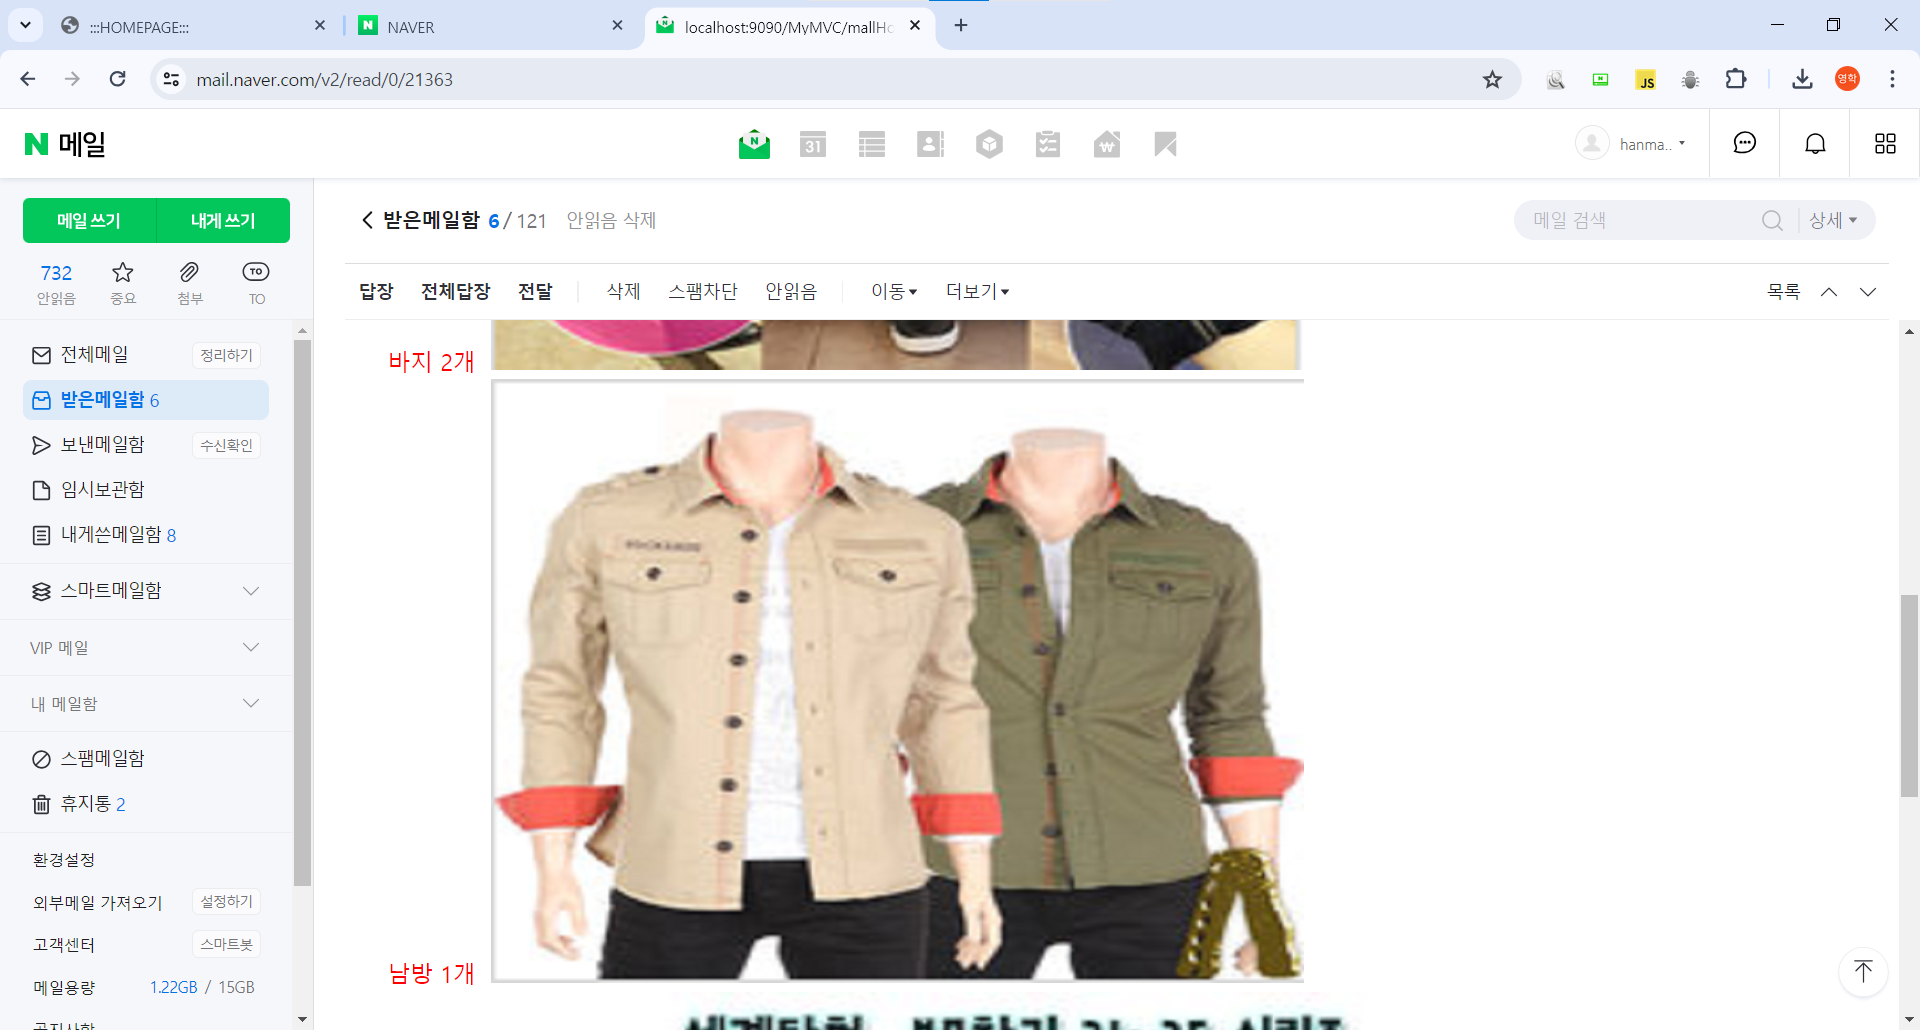 :::HOMEPAGE:::
NAVER
localhost:9090/MyMVC/mallHo
mail.naver.com/v2/read/0/21363
JS
영학
N 메일
N
31
hanma..
메일 쓰기
내게 쓰기
받은메일함 6 / 121 안읽음 삭제
메일 검색
상세
732
안읽음
중요
첨부
TO
TO
답장 전체답장 전달 삭제 스팸차단 안읽음 이동 더보기
목록
전체메일
정리하기
받은메일함 6
보낸메일함
수신확인
임시보관함
내게쓴메일함 8
스마트메일함
VIP 메일
내 메일함
스팸메일함
휴지통 2
환경설정
외부메일 가져오기
설정하기
고객센터
스마트봇
메일용량
1.22GB / 15GB
공지사항
바지 2개
남방 1개